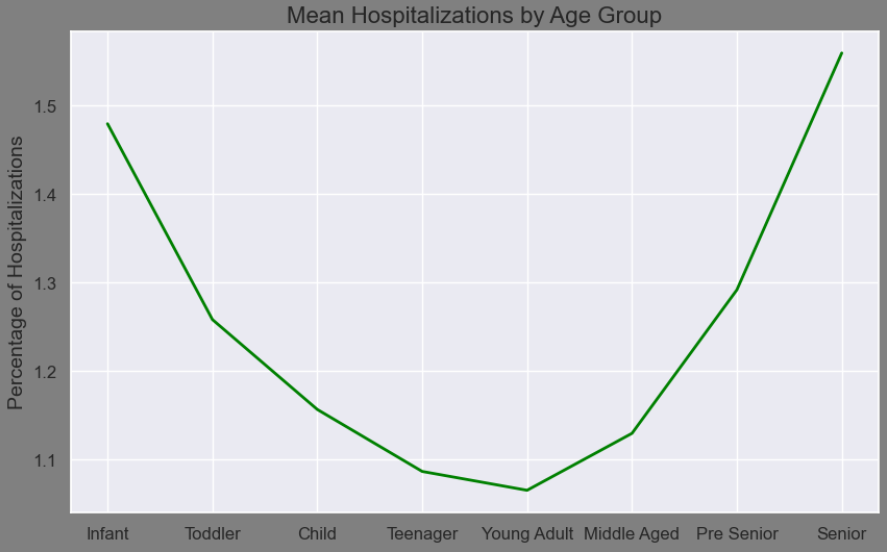 Mean Hospitalizations by Age Group
Percentage of Hospitalizations
1.5
1.4
1.3
1.2
1.1
Infant Toddler Child Teenager Young Adult Middle Aged Pre Senior Senior